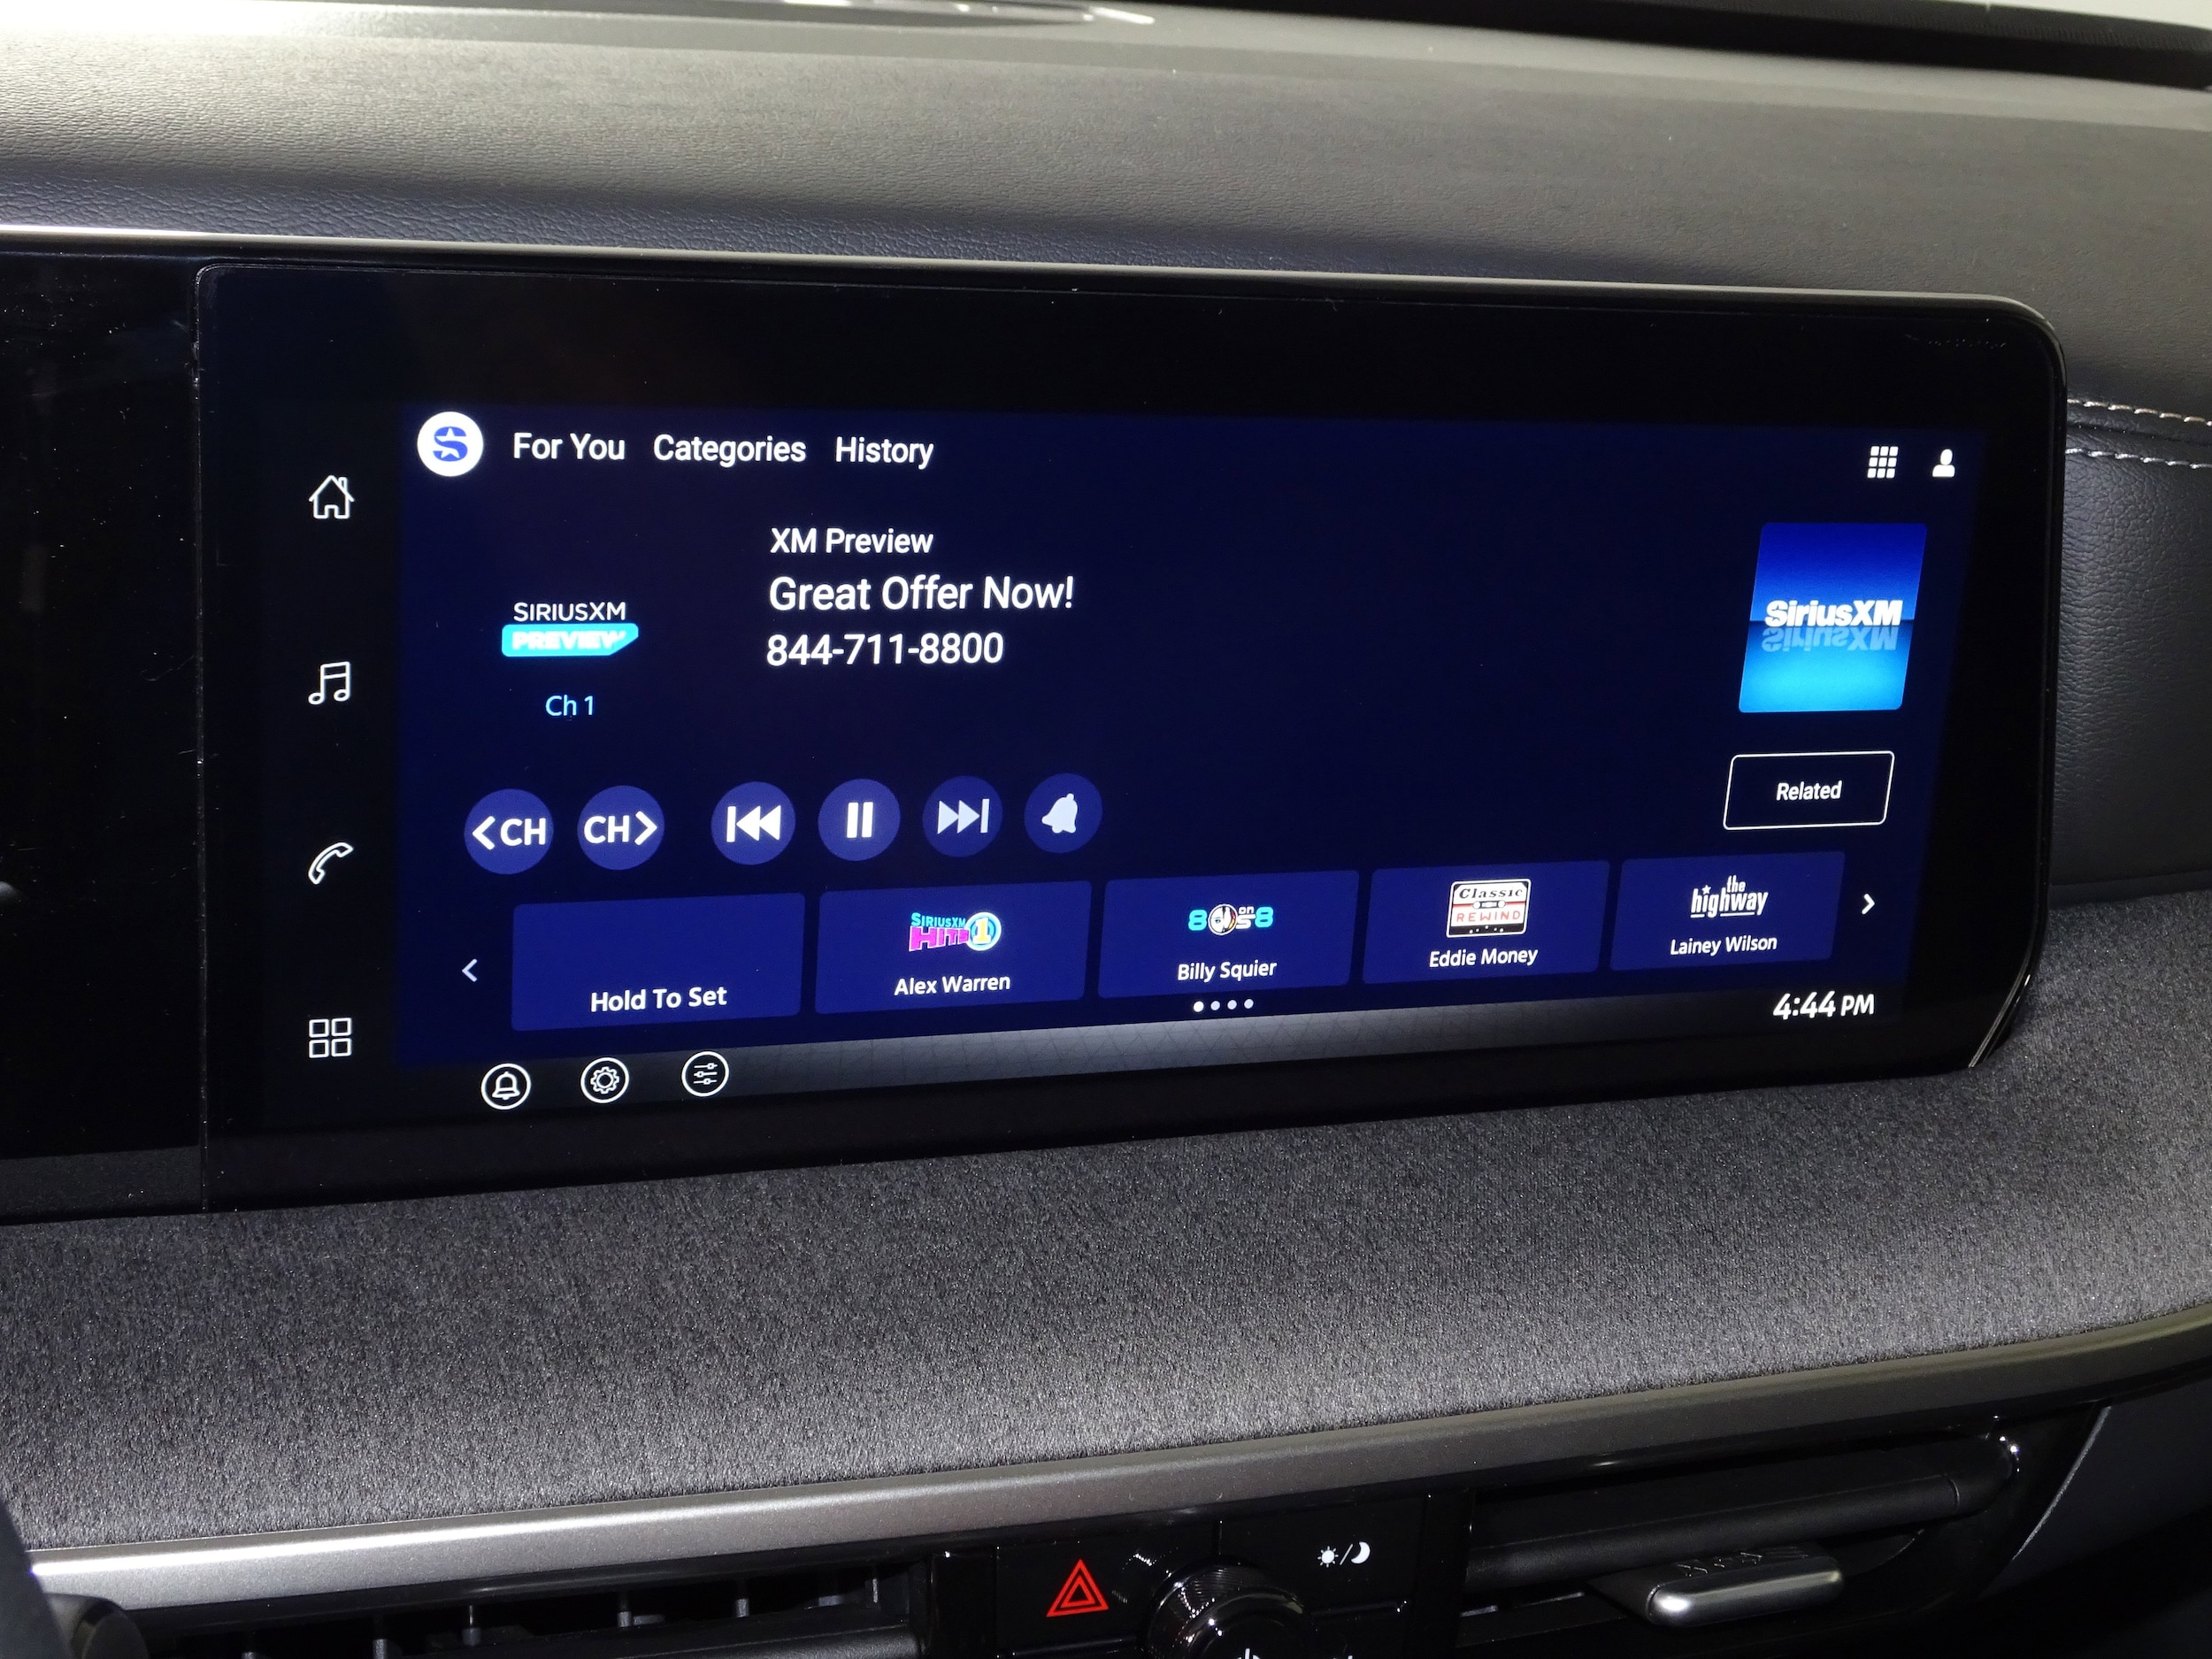 For You Categories History
XM Preview
Great Offer Now!
844-711-8800
SIRIUSXM
PREVIEW
Ch 1
SiriusXM
SiriusXM
Related
<CH CH>
Hold To Set
SIRIUSXM
HITS 1
Alex Warren
80s on 8
Billy Squier
Classic
REWIND
Eddie Money
the
highway
Lainey Wilson
4:44 PM